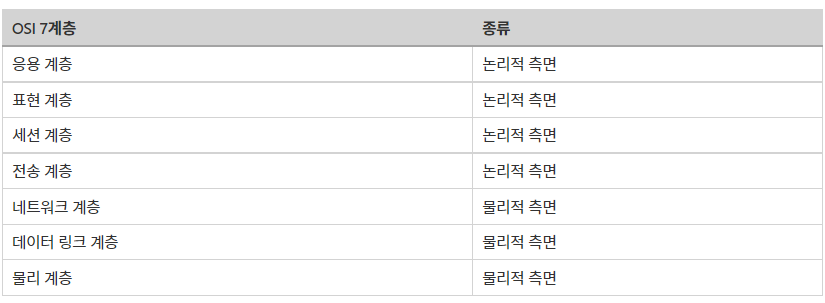 OSI 7계층 종류
응용 계층 논리적 측면
표현 계층 논리적 측면
세션 계층 논리적 측면
전송 계층 논리적 측면
네트워크 계층 물리적 측면
데이터 링크 계층 물리적 측면
물리 계층 물리적 측면